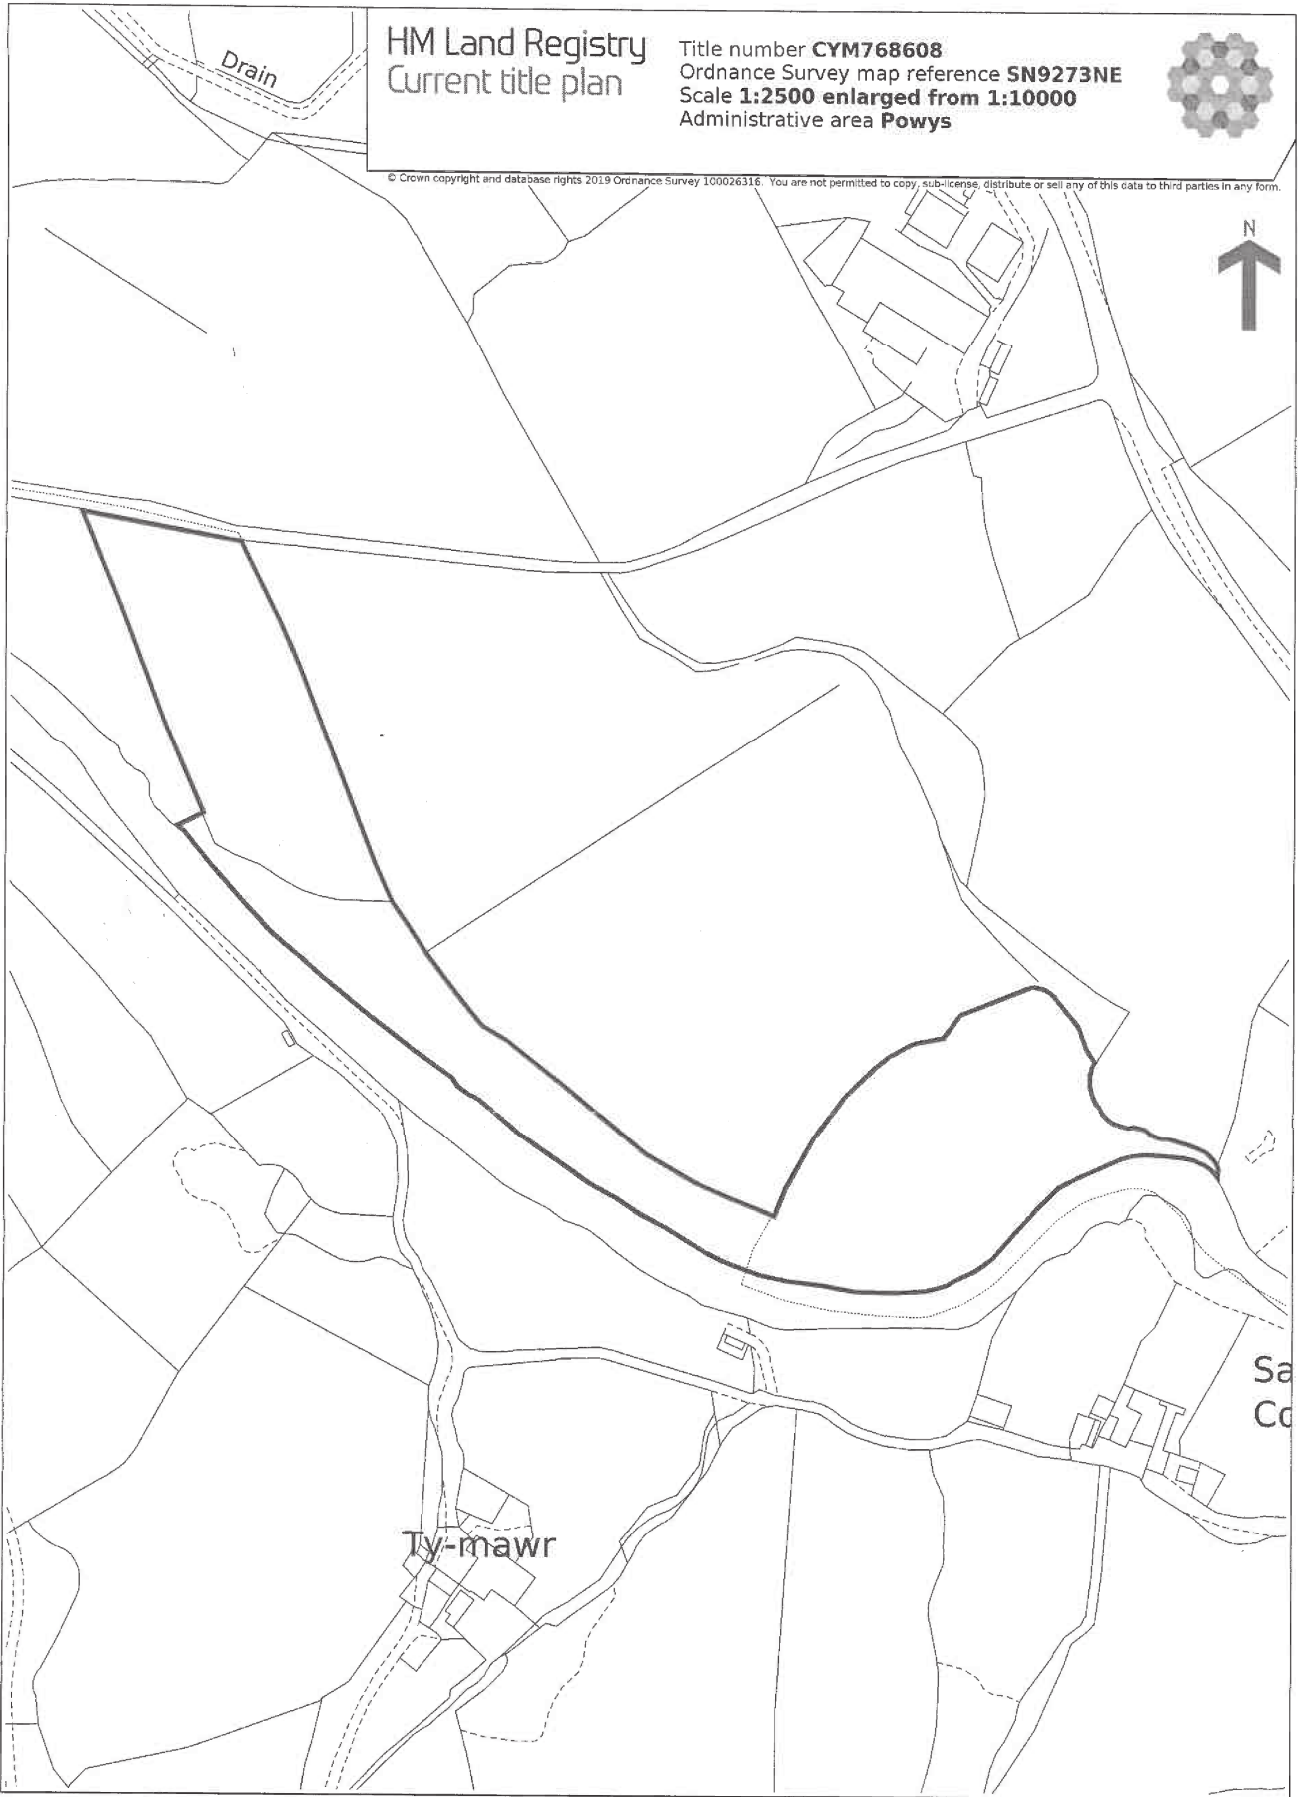 HM Land Registry
Current title plan
Title number CYM768608
Ordnance Survey map reference SN9273NE
Scale 1:2500 enlarged from 1:10000
Administrative area Powys
© Crown copyright and database rights 2019 Ordnance Survey 100026316. You are not permitted to copy, sub-license, distribute or sell any of this data to third parties in any form.
Drain
N
Sa
Co
Ty-mawr